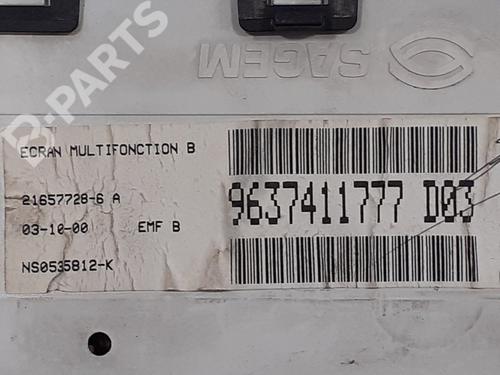 B-PARTS
SAGEM
ECRAN MULTIFONCTION B
21657728-6 A
03-10-00 EMF B
NS0535812-K
9637411777 D03